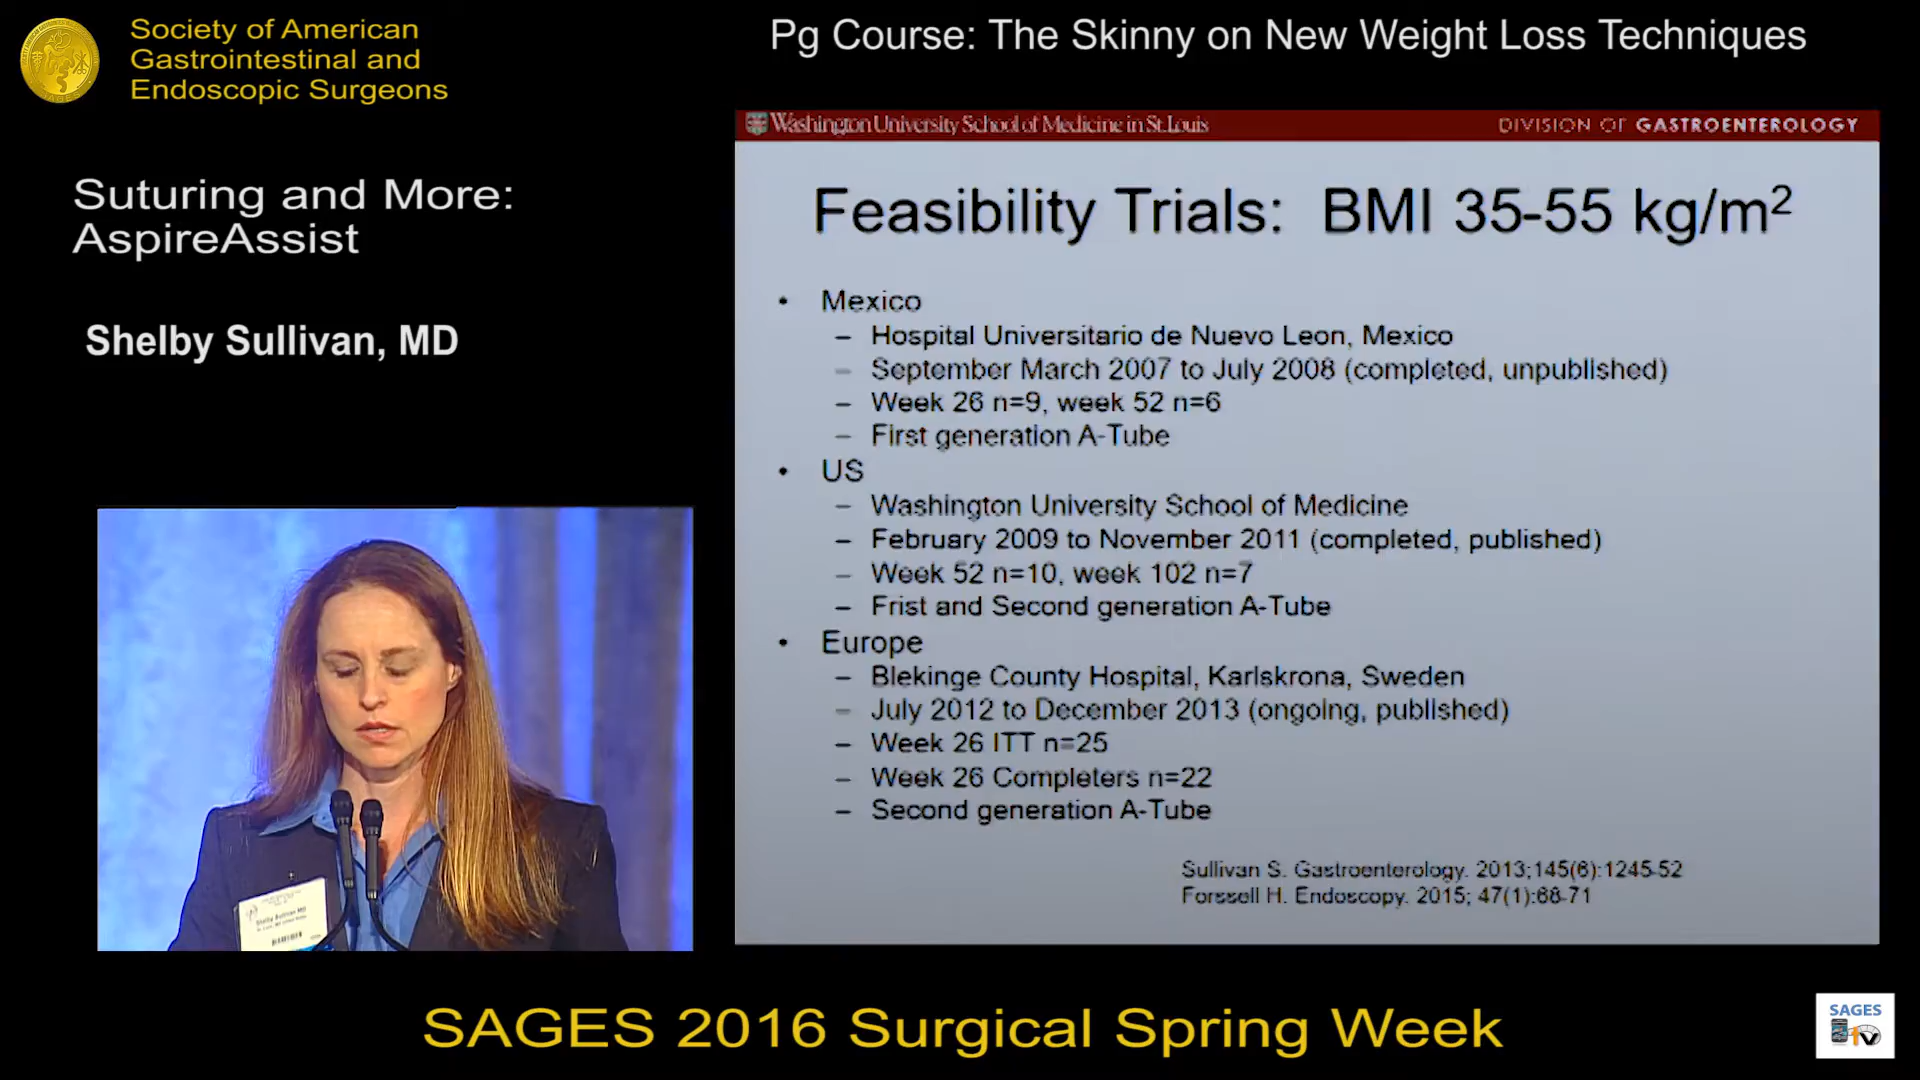 Society of American
Gastrointestinal and
Endoscopic Surgeons
Pg Course: The Skinny on New Weight Loss Techniques
Suturing and More:
AspireAssist
Shelby Sullivan, MD
Washington University School of Medicine in St. Louis
DIVISION OF GASTROENTEROLOGY
Feasibility Trials: BMI 35-55 kg/m²
• Mexico
– Hospital Universitario de Nuevo Leon, Mexico
– September March 2007 to July 2008 (completed, unpublished)
– Week 26 n=9, week 52 n=6
– First generation A-Tube
• US
– Washington University School of Medicine
– February 2009 to November 2011 (completed, published)
– Week 52 n=10, week 102 n=7
– Frist and Second generation A-Tube
• Europe
– Blekinge County Hospital, Karlskrona, Sweden
– July 2012 to December 2013 (ongoing, published)
– Week 26 ITT n=25
– Week 26 Completers n=22
– Second generation A-Tube
Sullivan S. Gastroenterology. 2013;145(6):1245-52
Forssell H. Endoscopy. 2015; 47(1):68-71
Shelby Sullivan MD
SAGES 2016 Surgical Spring Week
SAGES
TV